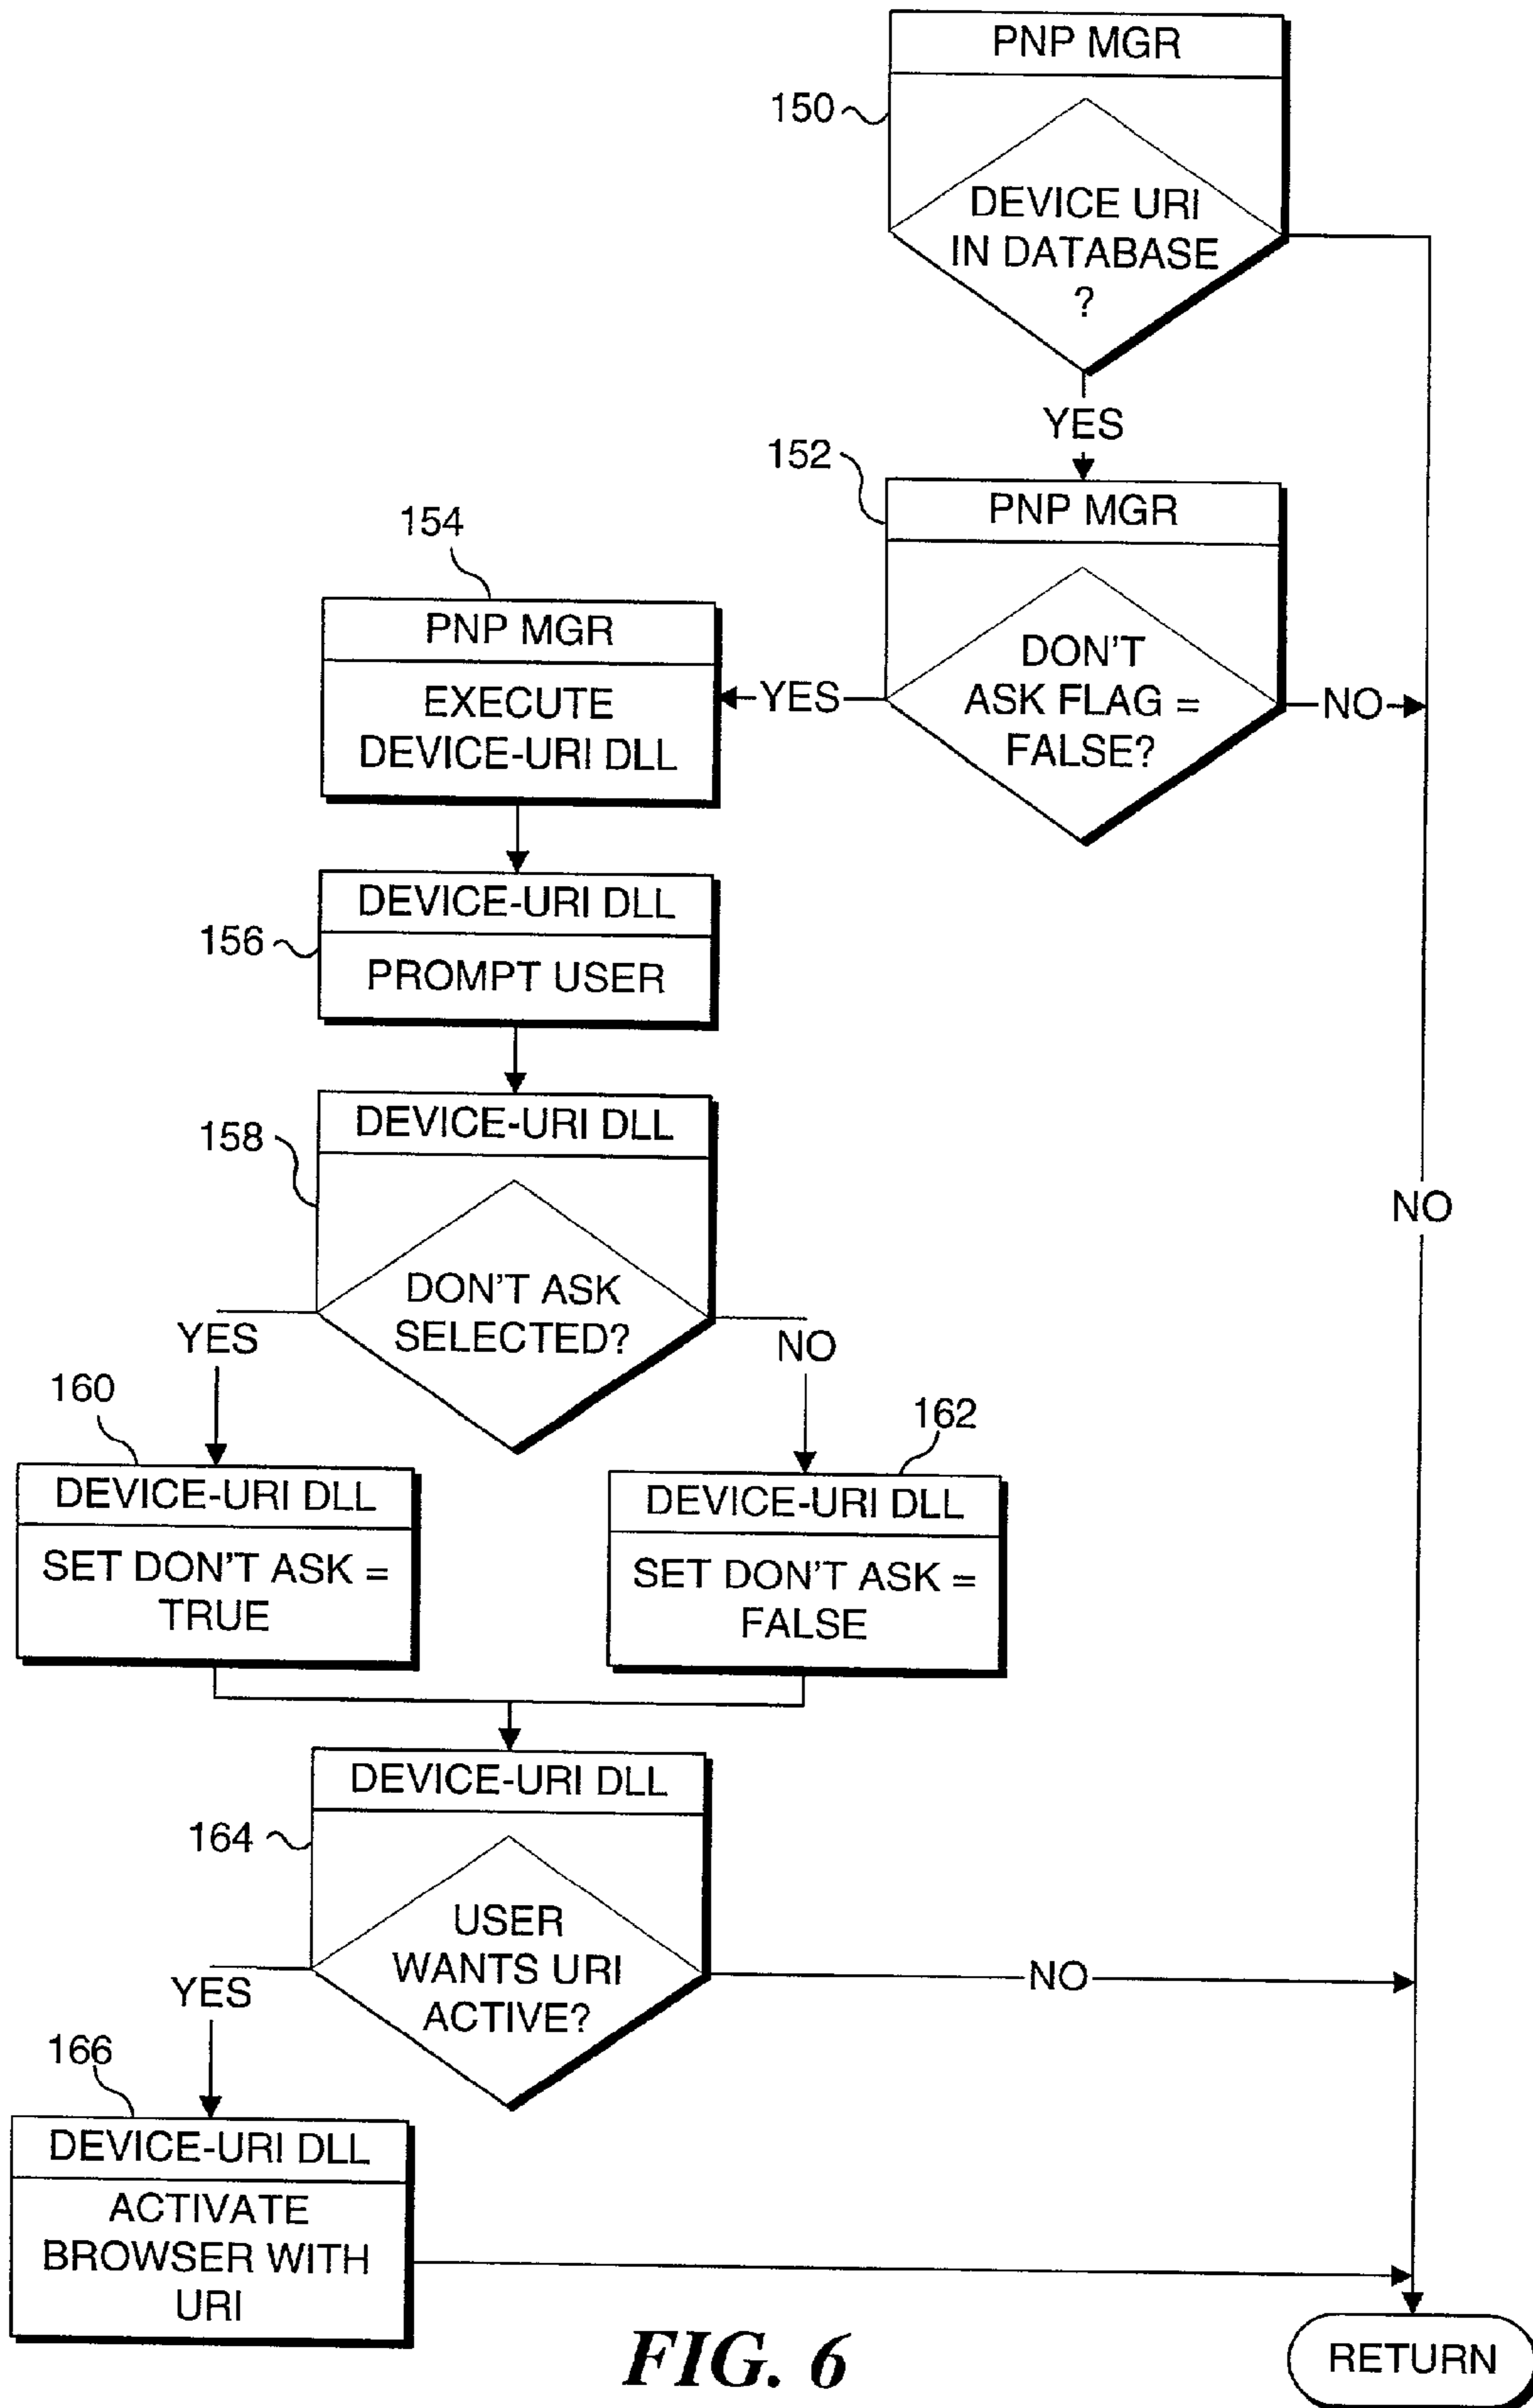 PNP MGR
150
DEVICE URI
IN DATABASE
?
YES
152
PNP MGR
DON'T
ASK FLAG =
FALSE?
YES
NO
154
PNP MGR
EXECUTE
DEVICE-URI DLL
156
DEVICE-URI DLL
PROMPT USER
158
DEVICE-URI DLL
DON'T ASK
SELECTED?
YES
NO
NO
160
DEVICE-URI DLL
SET DON'T ASK =
TRUE
162
DEVICE-URI DLL
SET DON'T ASK =
FALSE
164
DEVICE-URI DLL
USER
WANTS URI
ACTIVE?
YES
NO
166
DEVICE-URI DLL
ACTIVATE
BROWSER WITH
URI
RETURN
FIG. 6